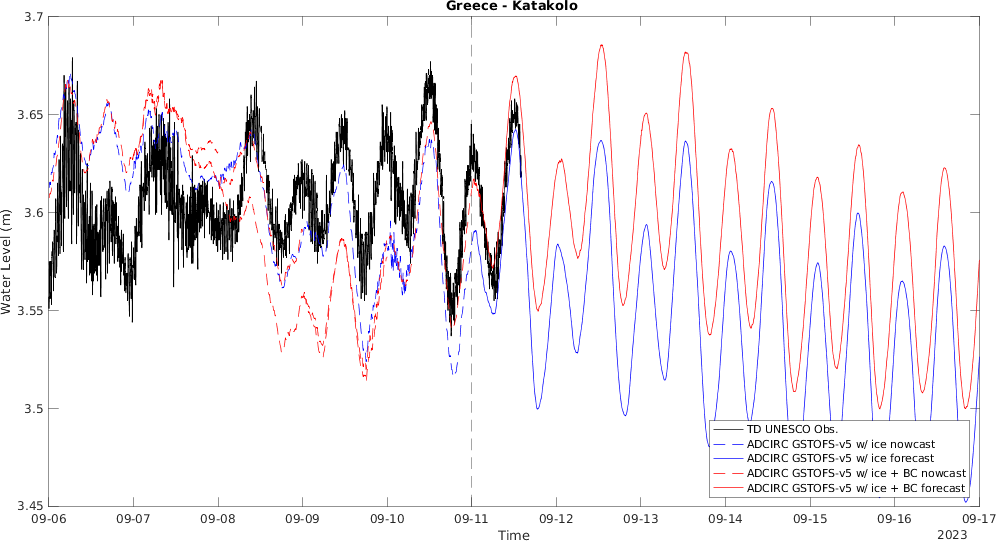 Greece - Katakolo
3.7
3.65
3.6
3.55
3.5
3.45
Water Level (m)
09-06 09-07 09-08 09-09 09-10 09-11 09-12 09-13 09-14 09-15 09-16 09-17
Time
2023
TD UNESCO Obs.
ADCIRC GSTOFS-v5 w/ ice nowcast
ADCIRC GSTOFS-v5 w/ ice forecast
ADCIRC GSTOFS-v5 w/ ice + BC nowcast
ADCIRC GSTOFS-v5 w/ ice + BC forecast